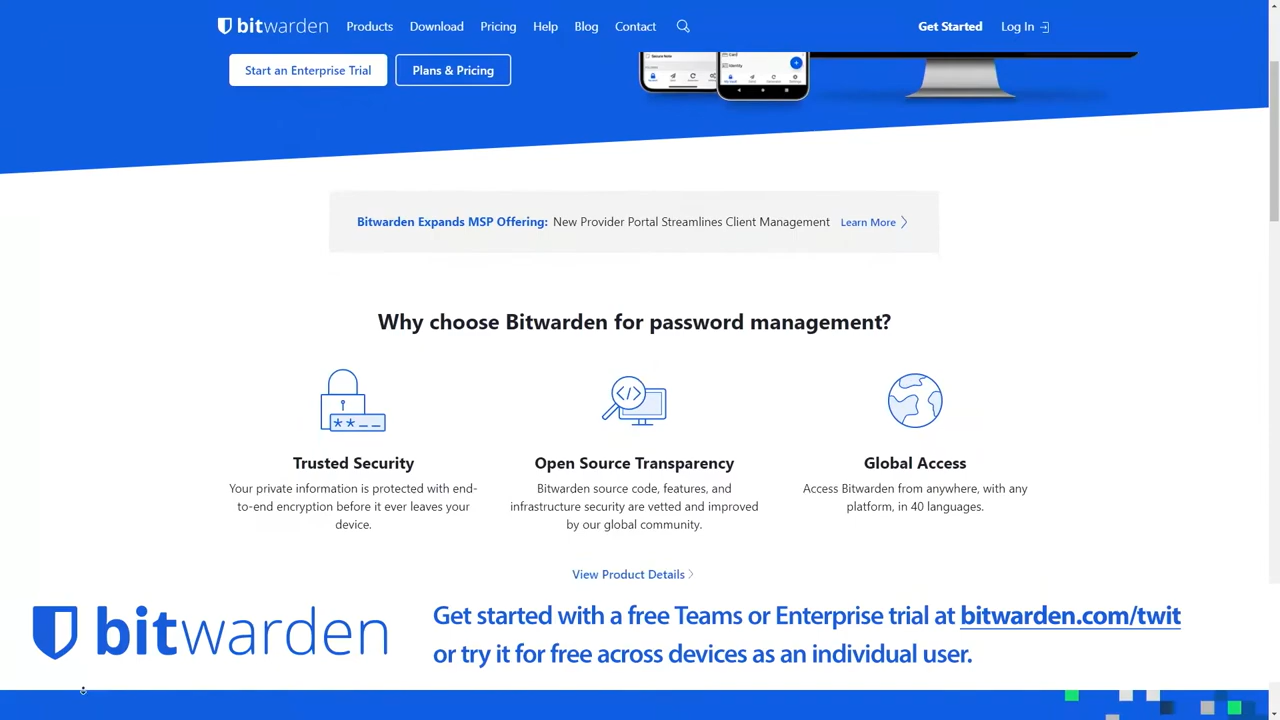 bitwarden
Products
Download
Pricing
Help
Blog
Contact
Get Started
Log In
Start an Enterprise Trial
Plans & Pricing
Secure Note
Card
Identity
Bitwarden Expands MSP Offering: New Provider Portal Streamlines Client Management Learn More
Why choose Bitwarden for password management?
**__
</>
Trusted Security
Your private information is protected with end-
to-end encryption before it ever leaves your
device.
Open Source Transparency
Bitwarden source code, features, and
infrastructure security are vetted and improved
by our global community.
Global Access
Access Bitwarden from anywhere, with any
platform, in 40 languages.
View Product Details
bitwarden
Get started with a free Teams or Enterprise trial at bitwarden.com/twit
or try it for free across devices as an individual user.